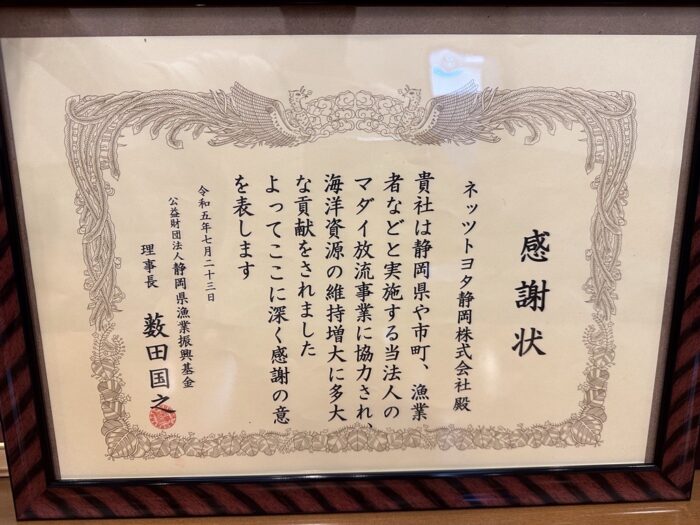 感謝状
ネッツトヨタ静岡株式会社殿
貴社は静岡県や市町、漁業
者などと実施する当法人の
マダイ放流事業に協力され、
海洋資源の維持増大に多大
な貢献をされました
よってここに深く感謝の意
を表します
令和五年七月二十三日
公益財団法人静岡県漁業振興基金
理事長 薮田国之